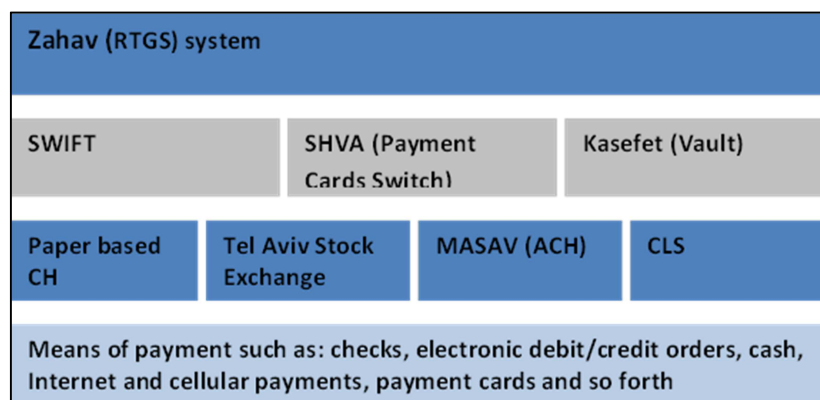 Zahav (RTGS) system
SWIFT
SHVA (Payment
Cards Switch)
Kasefet (Vault)
Paper based
CH
Tel Aviv Stock
Exchange
MASAV (ACH)
CLS
Means of payment such as: checks, electronic debit/credit orders, cash,
Internet and cellular payments, payment cards and so forth